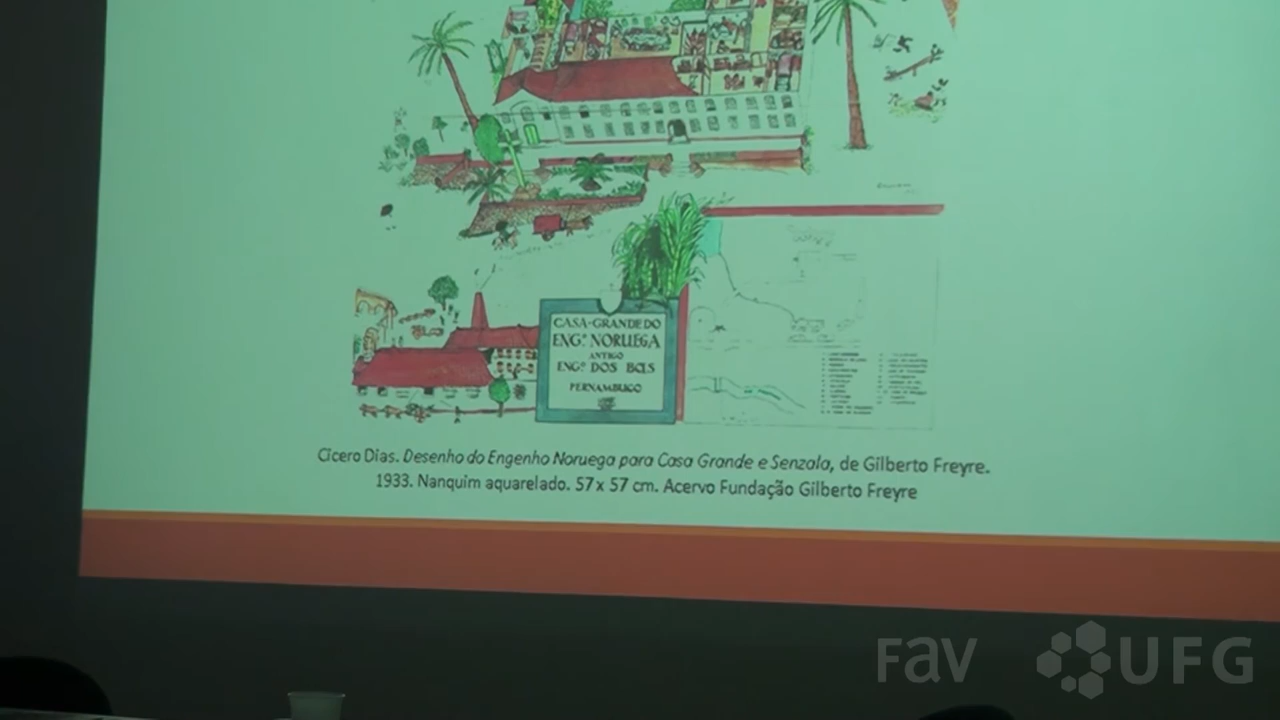 CASA-GRANDE DO
ENGº NORUEGA
ANTIGO
ENGº DOS BOIS
PERNAMBUCO
Cícero Dias. Desenho do Engenho Noruega para Casa Grande e Senzala, de Gilberto Freyre.
1933. Nanquim aquarelado. 57 x 57 cm. Acervo Fundação Gilberto Freyre
FAV UFG